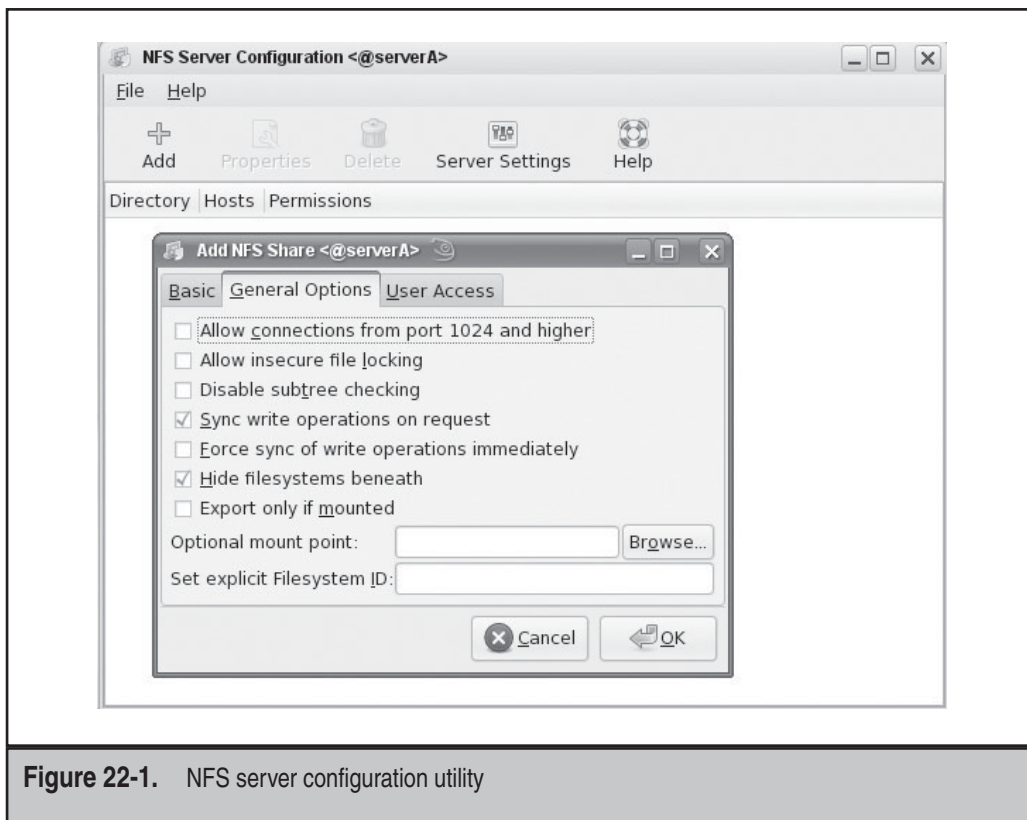 NFS Server Configuration <@serverA>
File Help
Add Properties Delete Server Settings Help
Directory Hosts Permissions
Add NFS Share <@serverA>
Basic General Options User Access
Allow connections from port 1024 and higher
Allow insecure file locking
Disable subtree checking
Sync write operations on request
Force sync of write operations immediately
Hide filesystems beneath
Export only if mounted
Optional mount point: Browse...
Set explicit Filesystem ID:
Cancel OK
Figure 22-1. NFS server configuration utility